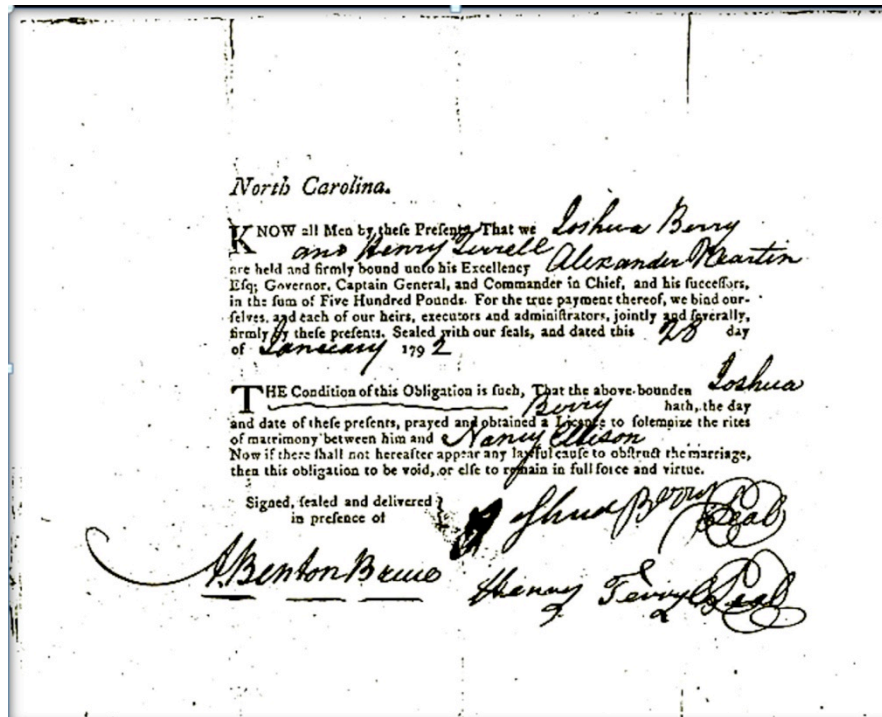 North Carolina.
KNOW all Men by these Presents, That we Joshua Berry
and Henry Terrell
are held and firmly bound unto his Excellency Alexander Martin
Esq; Governor, Captain General, and Commander in Chief, and his successors,
in the sum of Five Hundred Pounds. For the true payment thereof, we bind our-
selves, and each of our heirs, executors and administrators, jointly and severally,
firmly by these presents. Sealed with our seals, and dated this 28 day
of January 1792
THE Condition of this Obligation is such, That the above-bounden Joshua
Berry hath, the day
and date of these presents, prayed and obtained a Licence to solemnize the rites
of matrimony between him and Nancy Ellison
Now if there shall not hereafter appear any lawful cause to obstruct the marriage,
then this obligation to be void, or else to remain in full force and virtue.
Signed, sealed and delivered
in presence of
Joshua Berry Seal
A. Benton Bruce
Henry Terryl Seal